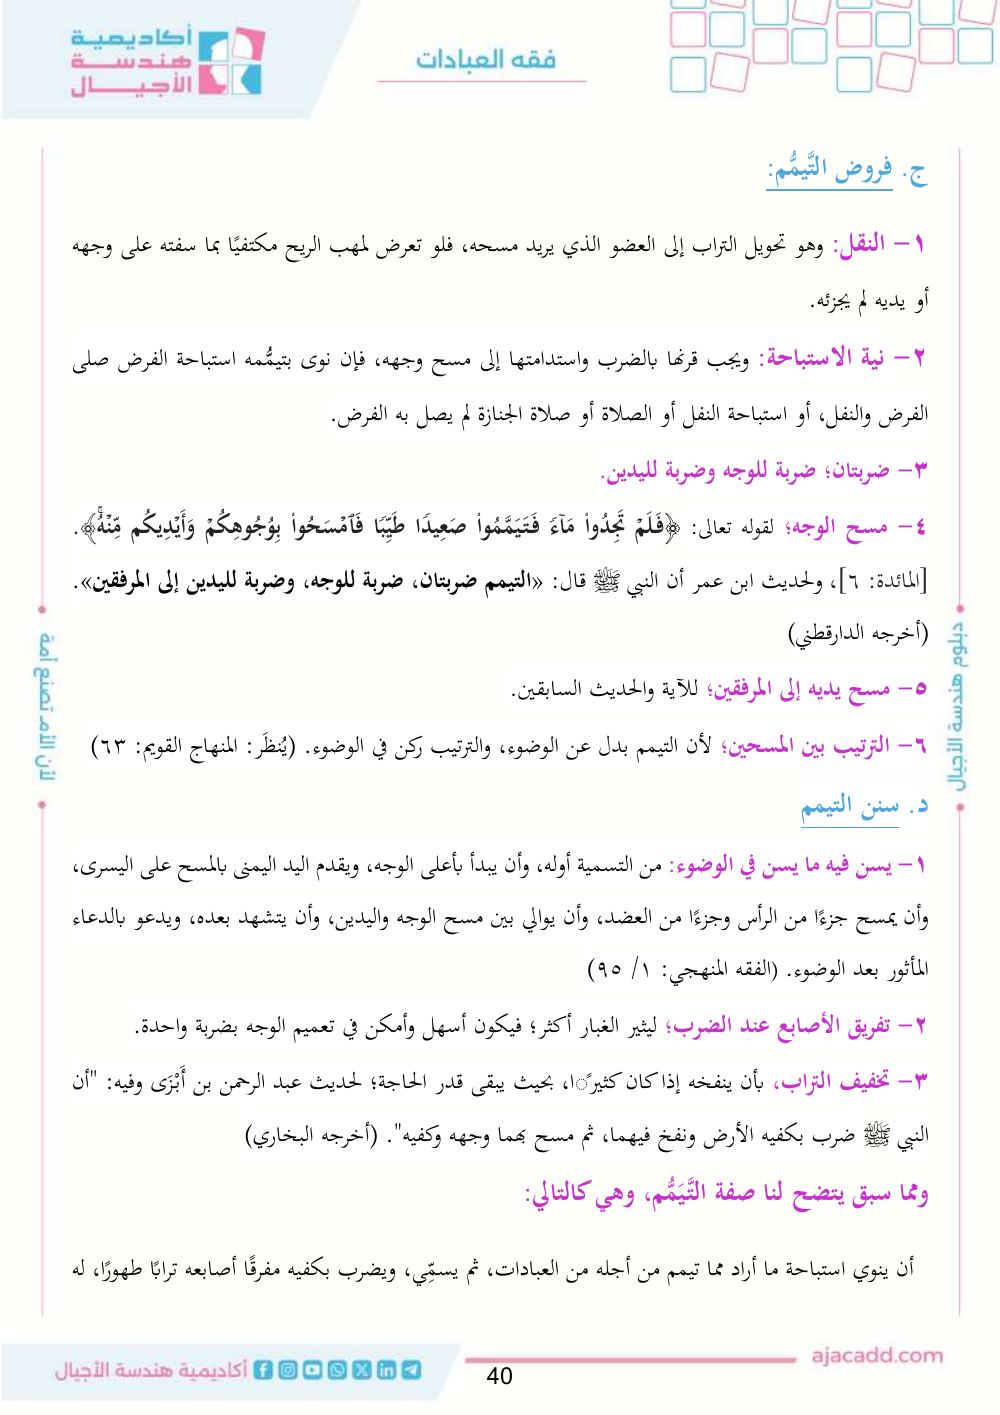 أكاديمية
هندسة
الأجيال
فقه العبادات
ج. فروض التَّيمُّم:
١- النقل: وهو تحويل التراب إلى العضو الذي يريد مسحه، فلو تعرض لمهب الريح مكتفيًا بما سفته على وجهه
أو يديه لم يجزئه.
٢- نية الاستباحة: ويجب قرنها بالضرب واستدامتها إلى مسح وجهه، فإن نوى بتيمُّمه استباحة الفرض صلى
الفرض والنفل، أو استباحة النفل أو الصلاة أو صلاة الجنازة لم يصل به الفرض.
٣- ضربتان؛ ضربة للوجه وضربة لليدين.
٤- مسح الوجه؛ لقوله تعالى: ﴿فَلَمۡ تَجِدُواْ مَآءٗ فَتَيَمَّمُواْ صَعِيدٗا طَيِّبٗا فَٱمۡسَحُواْ بِوُجُوهِكُمۡ وَأَيۡدِيكُم مِّنۡهُۚ﴾.
[المائدة: ٦]، ولحديث ابن عمر أن النبي ﷺ قال: «التيمم ضربتان، ضربة للوجه، وضربة لليدين إلى المرفقين».
(أخرجه الدارقطني)
٥- مسح يديه إلى المرفقين؛ للآية والحديث السابقين.
٦- الترتيب بين المسحين؛ لأن التيمم بدل عن الوضوء، والترتيب ركن في الوضوء. (يُنظَر: المنهاج القويم: ٦٣)
د. سنن التيمم
١- يسن فيه ما يسن في الوضوء: من التسمية أوله، وأن يبدأ بأعلى الوجه، ويقدم اليد اليمنى بالمسح على اليسرى،
وأن يمسح جزءًا من الرأس وجزءًا من العضد، وأن يوالي بين مسح الوجه واليدين، وأن يتشهد بعده، ويدعو بالدعاء
المأثور بعد الوضوء. (الفقه المنهجي: ١/ ٩٥)
٢- تفريق الأصابع عند الضرب؛ ليثير الغبار أكثر؛ فيكون أسهل وأمكن في تعميم الوجه بضربة واحدة.
٣- تخفيف التراب، بأن ينفخه إذا كان كثيرًا، بحيث يبقى قدر الحاجة؛ لحديث عبد الرحمن بن أَبْزَى وفيه: "أن
النبي ﷺ ضرب بكفيه الأرض ونفخ فيهما، ثم مسح بهما وجهه وكفيه". (أخرجه البخاري)
ومما سبق يتضح لنا صفة التَّيَمُّم، وهي كالتالي:
أن ينوي استباحة ما أراد مما تيمم من أجله من العبادات، ثم يسمِّي، ويضرب بكفيه مفرقًا أصابعه ترابًا طهورًا، له
دبلوم هندسة الأجيال
لأن الأم تصنع أمة
أكاديمية هندسة الأجيال
40
ajacadd.com